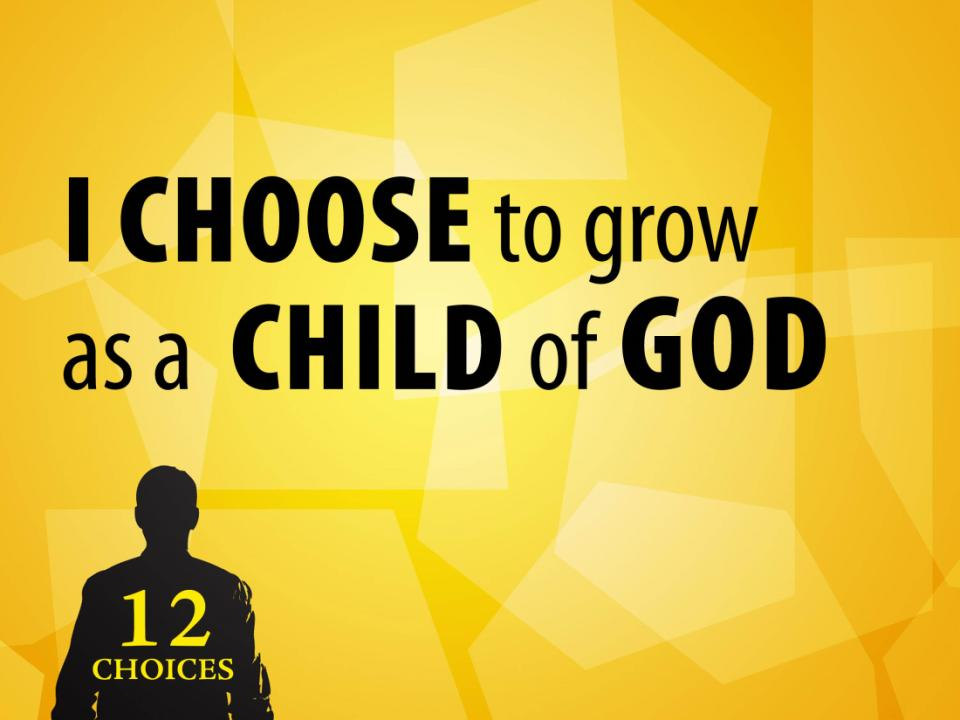 I CHOOSE to grow
as a CHILD of GOD
12
CHOICES